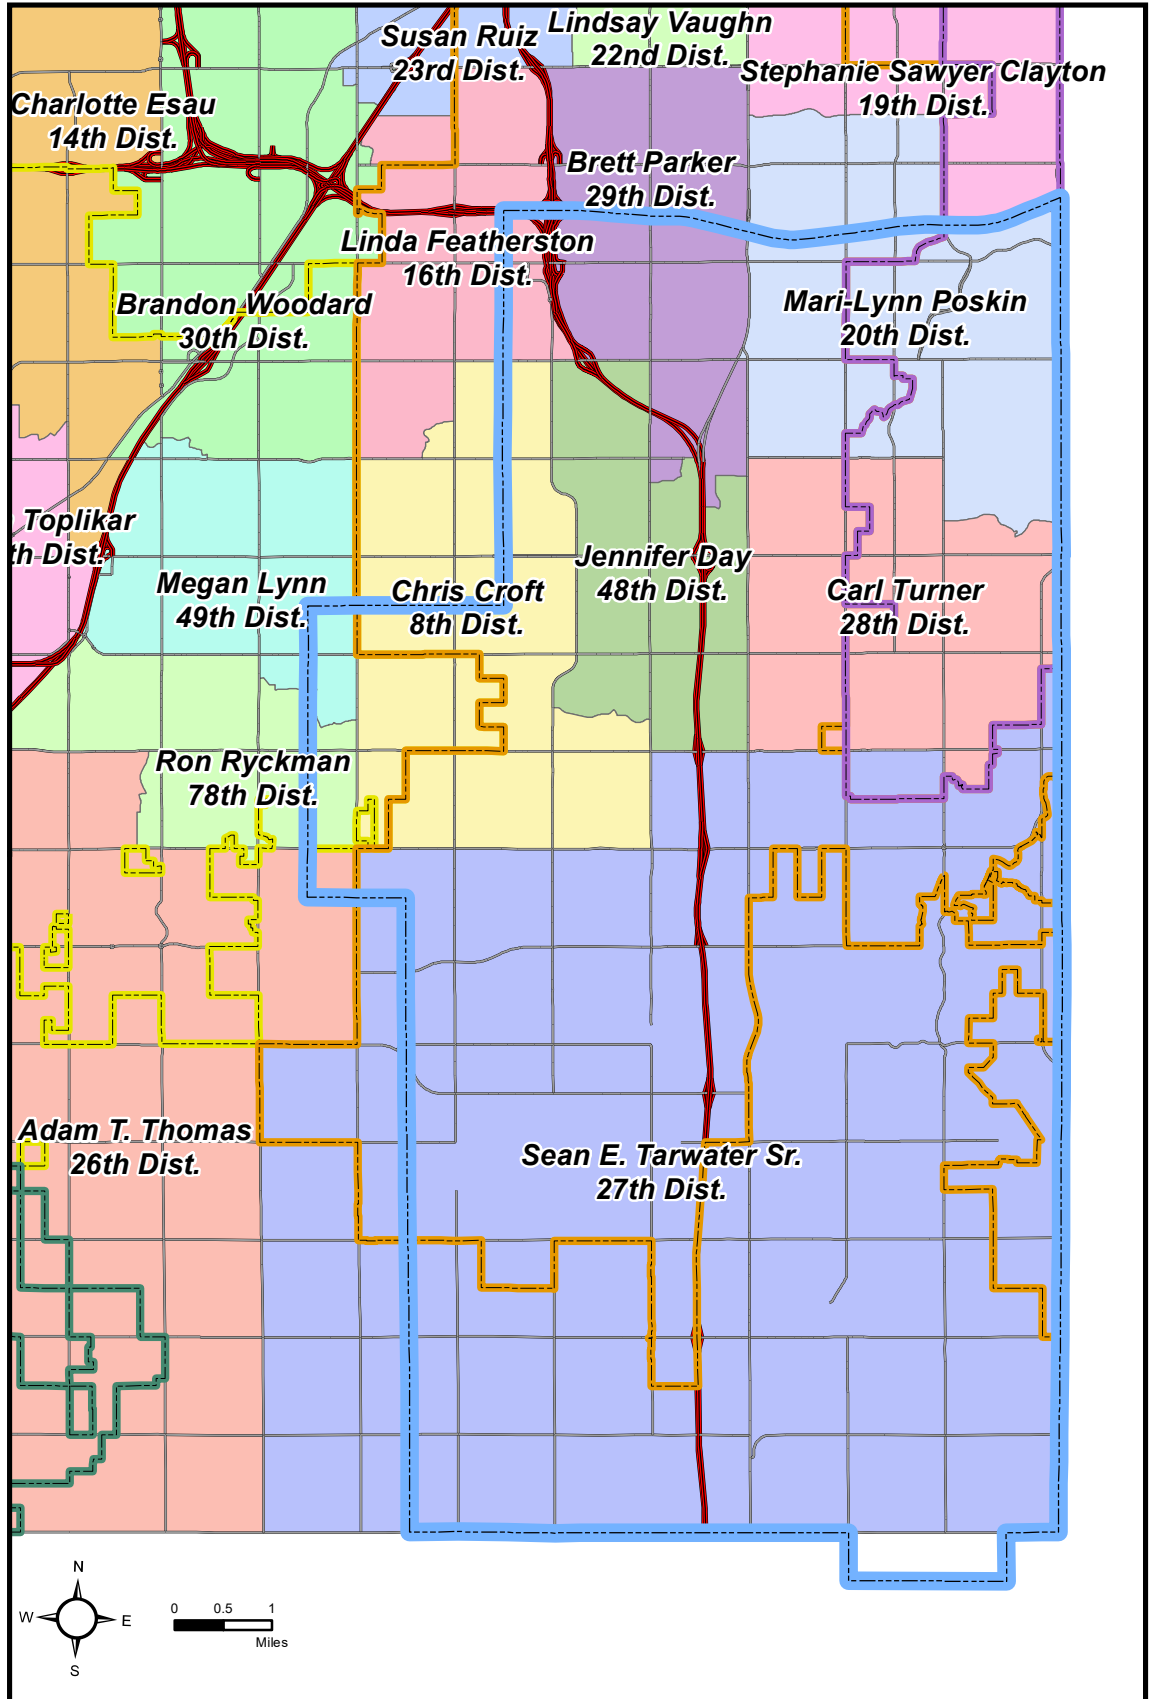 Lindsay Vaughn
22nd Dist.
Susan Ruiz
23rd Dist.
Stephanie Sawyer Clayton
19th Dist.
Charlotte Esau
14th Dist.
Brett Parker
29th Dist.
Linda Featherston
16th Dist.
Brandon Woodard
30th Dist.
Mari-Lynn Poskin
20th Dist.
Toplikar
th Dist.
Megan Lynn
49th Dist.
Chris Croft
8th Dist.
Jennifer Day
48th Dist.
Carl Turner
28th Dist.
Ron Ryckman
78th Dist.
Adam T. Thomas
26th Dist.
Sean E. Tarwater Sr.
27th Dist.
N
W E
S
0 0.5 1
Miles